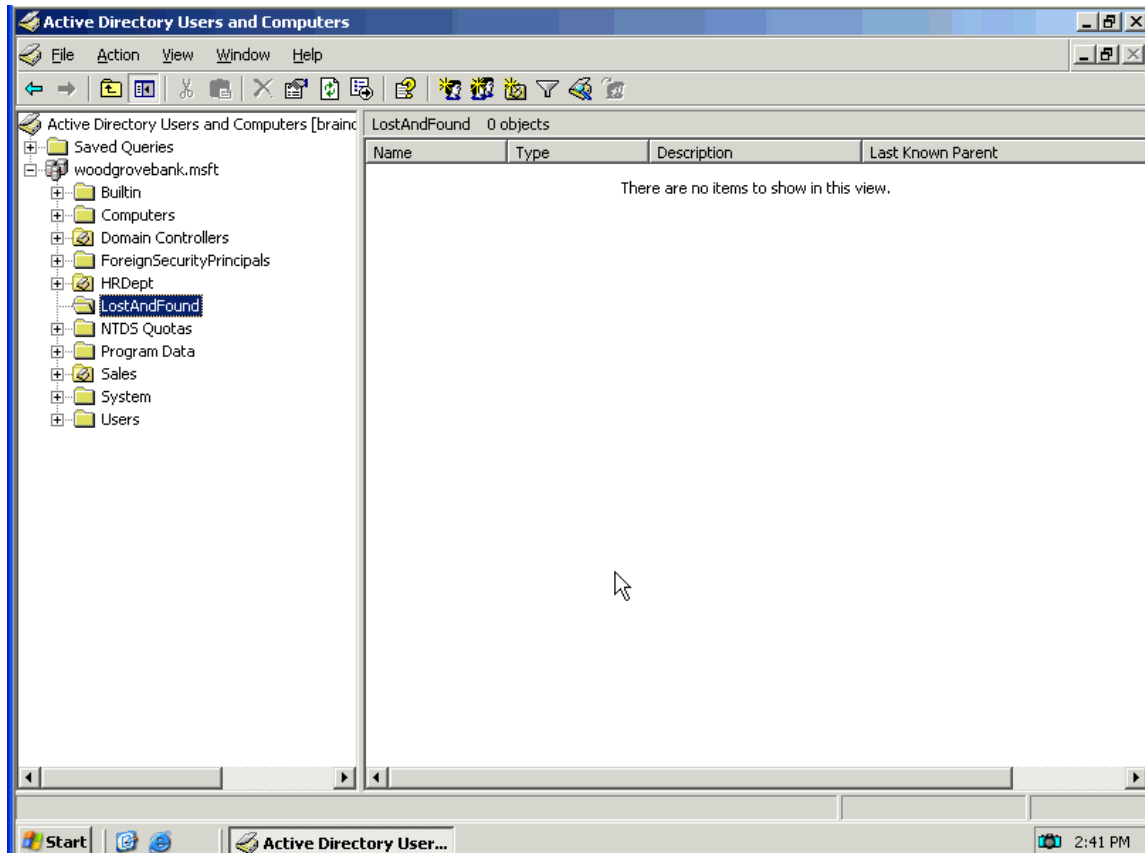 Active Directory Users and Computers
File Action View Window Help
Active Directory Users and Computers [brainc
LostAndFound 0 objects
Saved Queries
Name Type Description Last Known Parent
woodgrovebank.msft
There are no items to show in this view.
Builtin
Computers
Domain Controllers
ForeignSecurityPrincipals
HRDept
LostAndFound
NTDS Quotas
Program Data
Sales
System
Users
Start Active Directory User... 2:41 PM